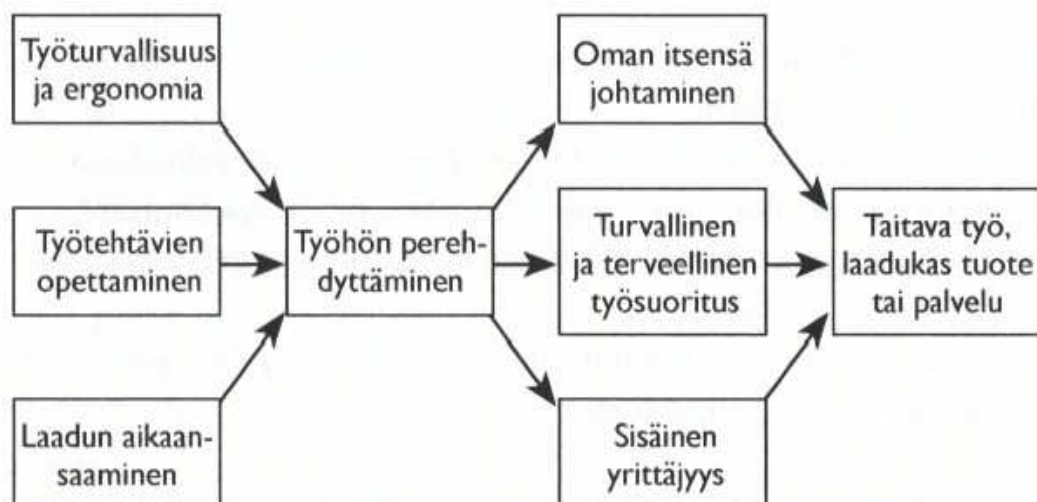 Työturvallisuus
ja ergonomia
Työtehtävien
opettaminen
Laadun aikaan-
saaminen
Työhön pereh-
dyttäminen
Oman itsensä
johtaminen
Turvallinen
ja terveellinen
työsuoritus
Sisäinen
yrittäjyys
Taitava työ,
laadukas tuote
tai palvelu